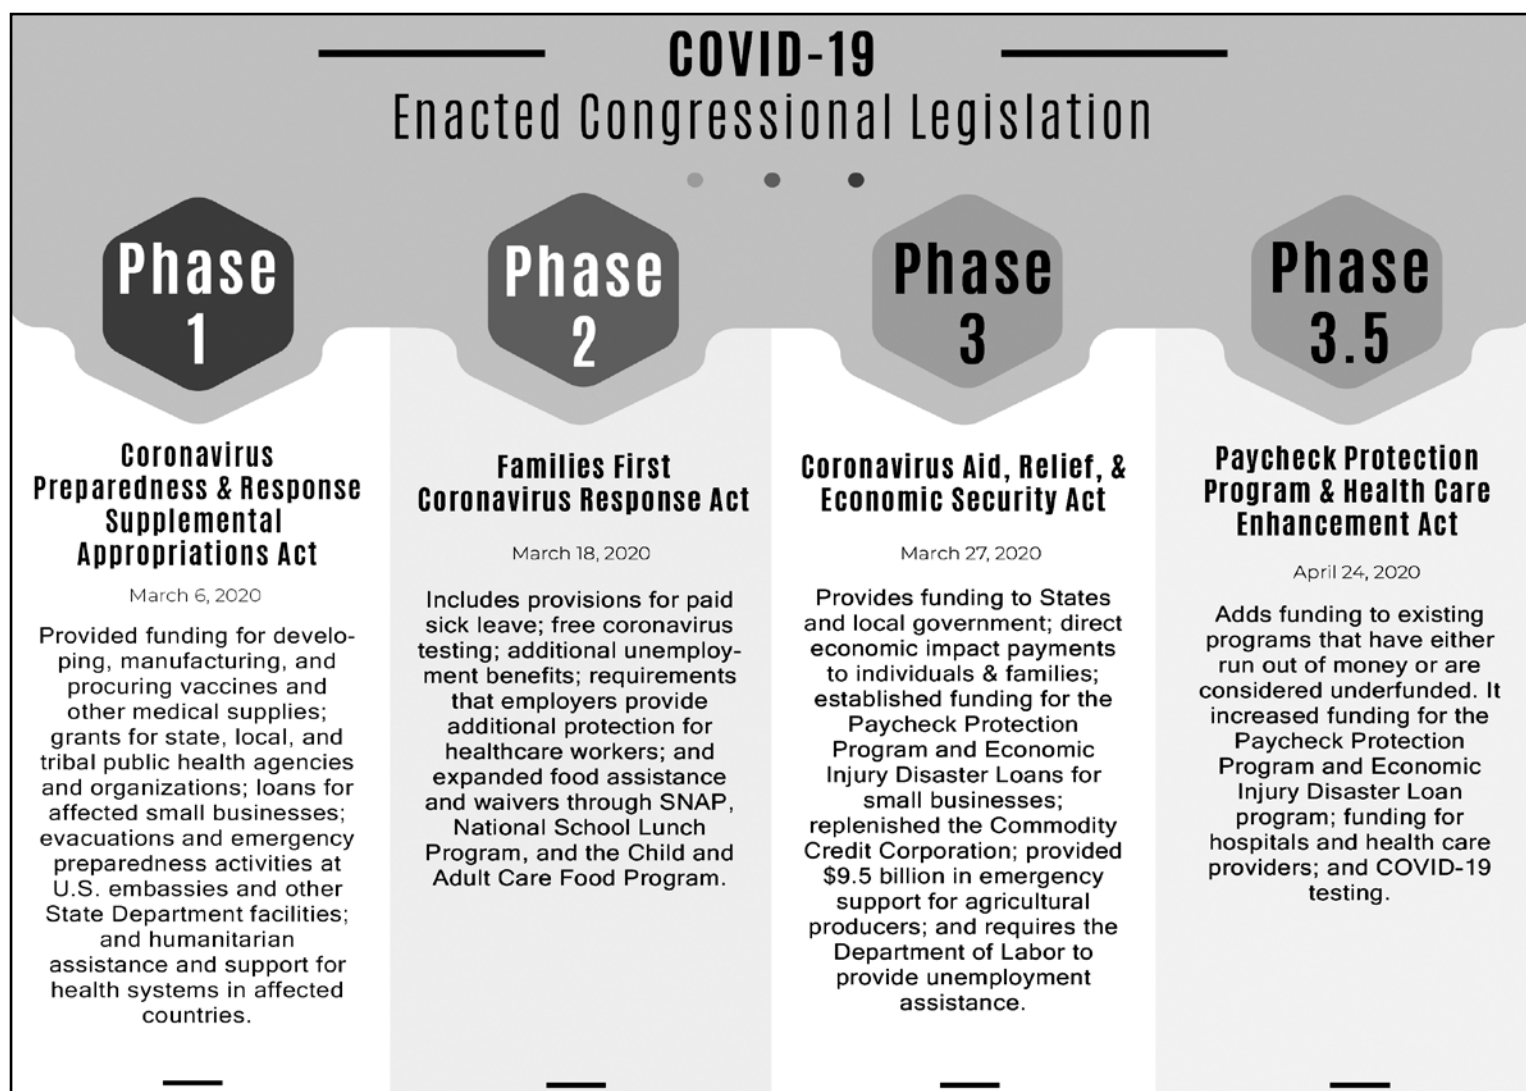 COVID-19
Enacted Congressional Legislation
Phase
1
Coronavirus
Preparedness & Response
Supplemental
Appropriations Act
March 6, 2020
Provided funding for develo-
ping, manufacturing, and
procuring vaccines and
other medical supplies;
grants for state, local, and
tribal public health agencies
and organizations; loans for
affected small businesses;
evacuations and emergency
preparedness activities at
U.S. embassies and other
State Department facilities;
and humanitarian
assistance and support for
health systems in affected
countries.
Phase
2
Families First
Coronavirus Response Act
March 18, 2020
Includes provisions for paid
sick leave; free coronavirus
testing; additional unemploy-
ment benefits; requirements
that employers provide
additional protection for
healthcare workers; and
expanded food assistance
and waivers through SNAP,
National School Lunch
Program, and the Child and
Adult Care Food Program.
Phase
3
Coronavirus Aid, Relief, &
Economic Security Act
March 27, 2020
Provides funding to States
and local government; direct
economic impact payments
to individuals & families;
established funding for the
Paycheck Protection
Program and Economic
Injury Disaster Loans for
small businesses;
replenished the Commodity
Credit Corporation; provided
$9.5 billion in emergency
support for agricultural
producers; and requires the
Department of Labor to
provide unemployment
assistance.
Phase
3.5
Paycheck Protection
Program & Health Care
Enhancement Act
April 24, 2020
Adds funding to existing
programs that have either
run out of money or are
considered underfunded. It
increased funding for the
Paycheck Protection
Program and Economic
Injury Disaster Loan
program; funding for
hospitals and health care
providers; and COVID-19
testing.